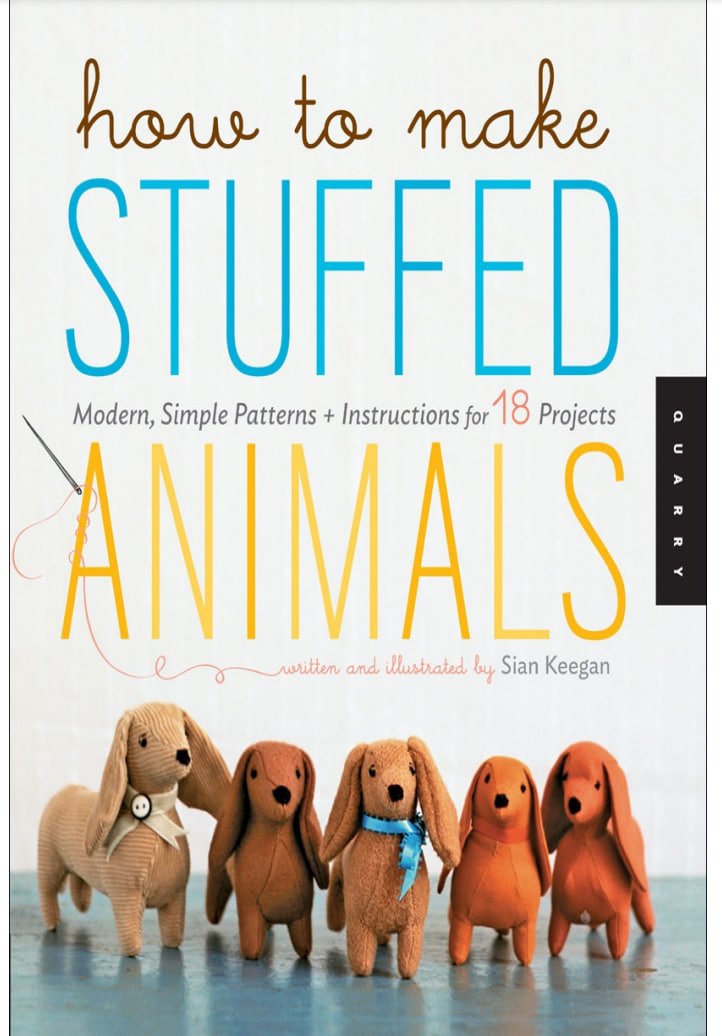 how to make
STUFFED
Modern, Simple Patterns + Instructions for 18 Projects
ANIMALS
QUARRY
written and illustrated by Sian Keegan